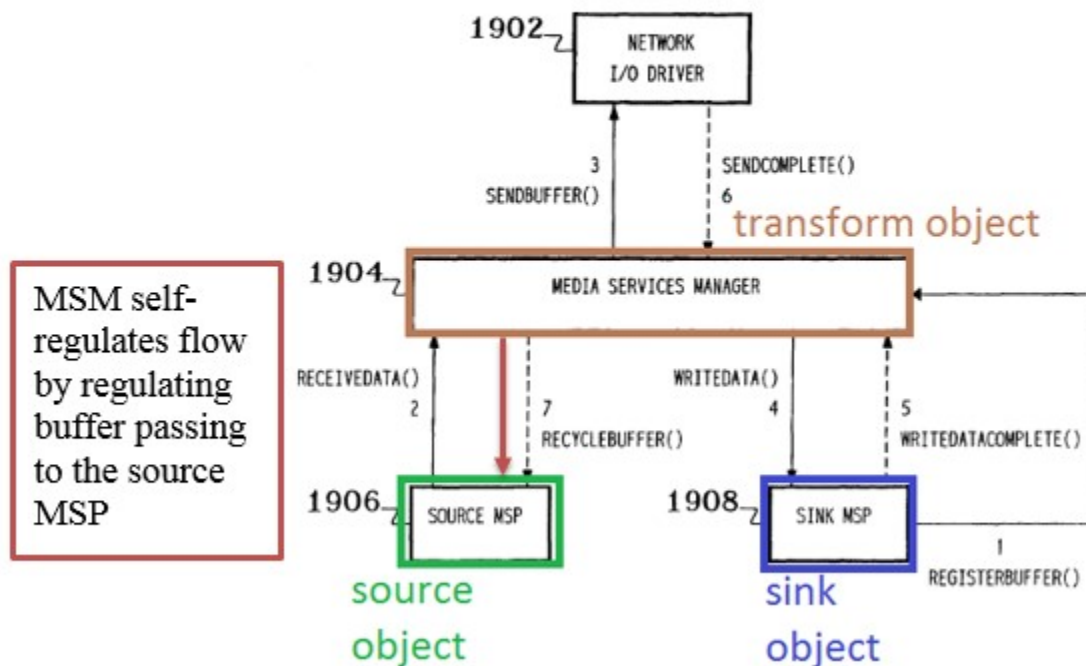 1902
NETWORK
I/O DRIVER
3
SENDBUFFER()
SENDCOMPLETE()
6
transform object
1904
MEDIA SERVICES MANAGER
MSM self-
regulates flow
by regulating
buffer passing
to the source
MSP
RECEIVEDATA()
2
7
RECYCLEBUFFER()
WRITEDATA()
4
5
WRITEDATACOMPLETE()
1906
SOURCE MSP
1908
SINK MSP
1
REGISTERBUFFER()
source
object
sink
object